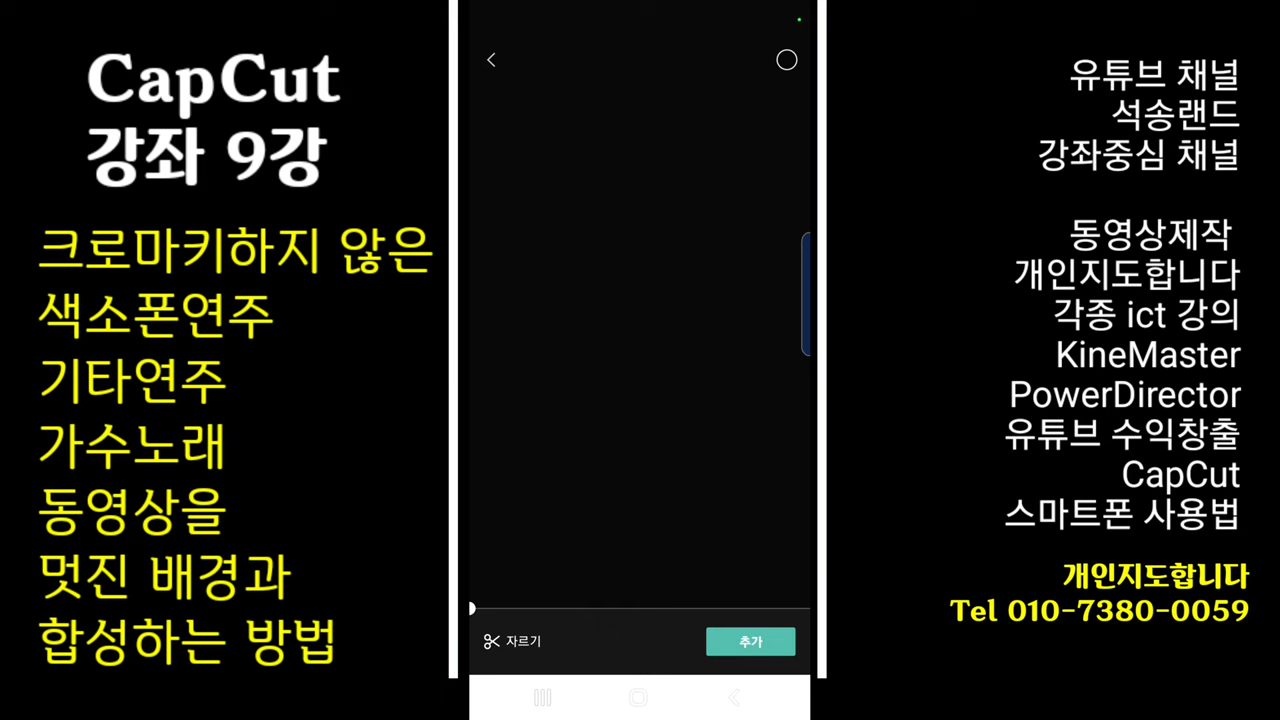 CapCut
강좌 9강
크로마키하지 않은
색소폰연주
기타연주
가수노래
동영상을
멋진 배경과
합성하는 방법
자르기
추가
유튜브 채널
석송랜드
강좌중심 채널
동영상제작
개인지도합니다
각종 ict 강의
KineMaster
PowerDirector
유튜브 수익창출
CapCut
스마트폰 사용법
개인지도합니다
Tel 010-7380-0059